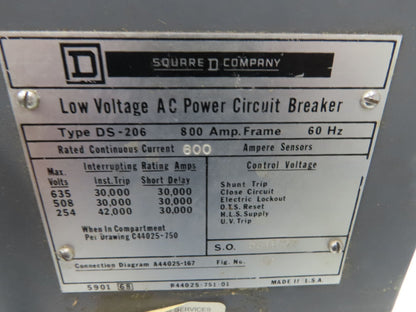 D SQUARE D COMPANY
Low Voltage AC Power Circuit Breaker
Type DS-206 800 Amp. Frame 60 Hz
Rated Continuous Current 800 Ampere Sensors
Max. Volts Interrupting Rating Amps Control Voltage
Inst. Trip Short Delay
635 30,000 30,000
508 30,000 30,000
254 42,000 30,000
Shunt Trip
Close Circuit
Electric Lockout
O.T.S. Reset
H.L.S. Supply
U.V. Trip
When In Compartment
Per Drawing C44025-750
S.O.
Connection Diagram A44025-167 Fig. No.
5901 68 B44025-751 01 MADE IN U.S.A.
SERVICES